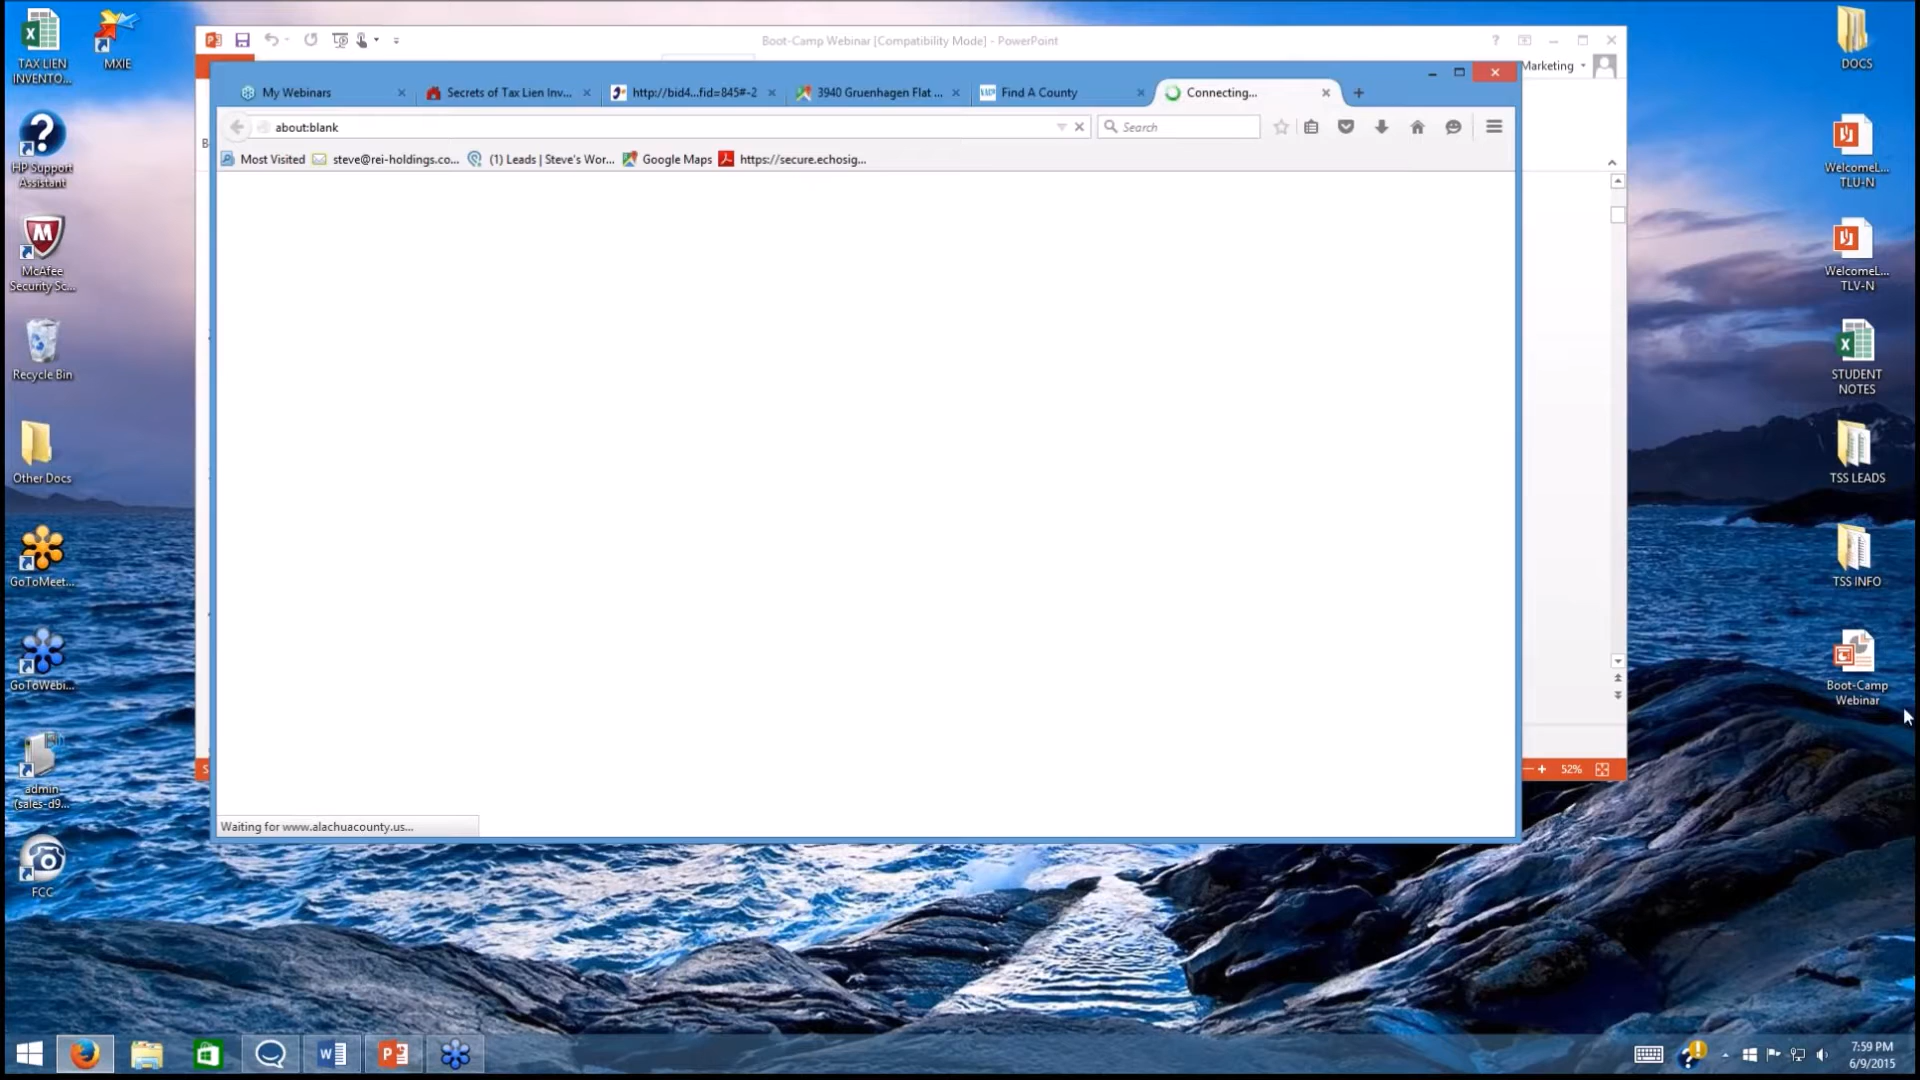 TAX LIEN
INVENTO...
MXIE
HP Support
Assistant
McAfee
Security Sc...
Recycle Bin
Other Docs
GoToMeet...
GoToWebi...
admin
(sales-d9...
FCC
Boot-Camp Webinar [Compatibility Mode] - PowerPoint
Marketing
My Webinars
Secrets of Tax Lien Inv...
http://bid4...fid=845#-2
3940 Gruenhagen Flat ...
Find A County
Connecting...
about:blank
Search
Most Visited
steve@rei-holdings.co...
(1) Leads | Steve's Wor...
Google Maps
https://secure.echosig...
Waiting for www.alachuacounty.us...
52%
DOCS
WelcomeL...
TLU-N
WelcomeL...
TLV-N
STUDENT
NOTES
TSS LEADS
TSS INFO
Boot-Camp
Webinar
7:59 PM
6/9/2015